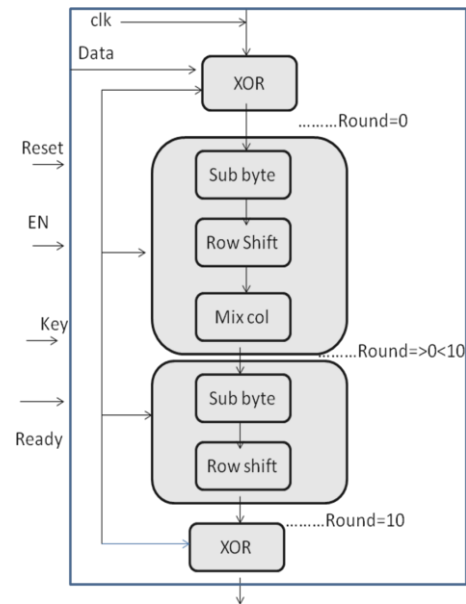 clk
Data
XOR
.........Round=0
Reset
Sub byte
EN
Row Shift
Mix col
Key
.........Round=>0<10
Sub byte
Ready
Row shift
.........Round=10
XOR